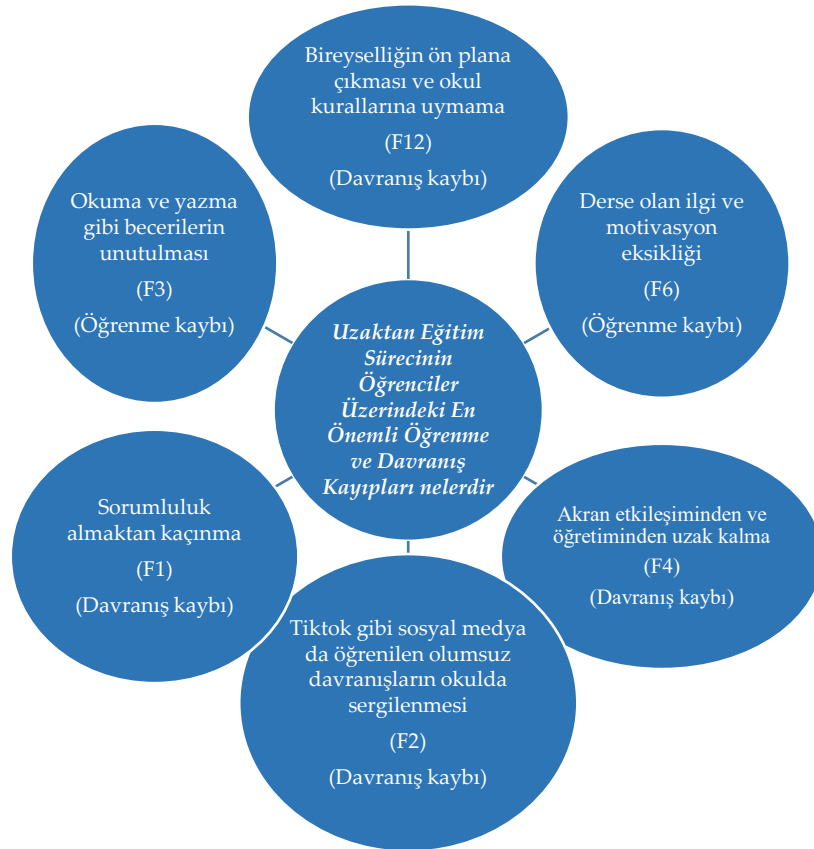 Bireyselliğin ön plana
çıkması ve okul
kurallarına uymama
(F12)
(Davranış kaybı)
Derse olan ilgi ve
motivasyon
eksikliği
(F6)
(Öğrenme kaybı)
Akran etkileşiminden ve
öğretiminden uzak kalma
(F4)
(Davranış kaybı)
Tiktok gibi sosyal medya
da öğrenilen olumsuz
davranışların okulda
sergilenmesi
(F2)
(Davranış kaybı)
Sorumluluk
almaktan kaçınma
(F1)
(Davranış kaybı)
Okuma ve yazma
gibi becerilerin
unutulması
(F3)
(Öğrenme kaybı)
Uzaktan Eğitim
Sürecinin
Öğrenciler
Üzerindeki En
Önemli Öğrenme
ve Davranış
Kayıpları nelerdir